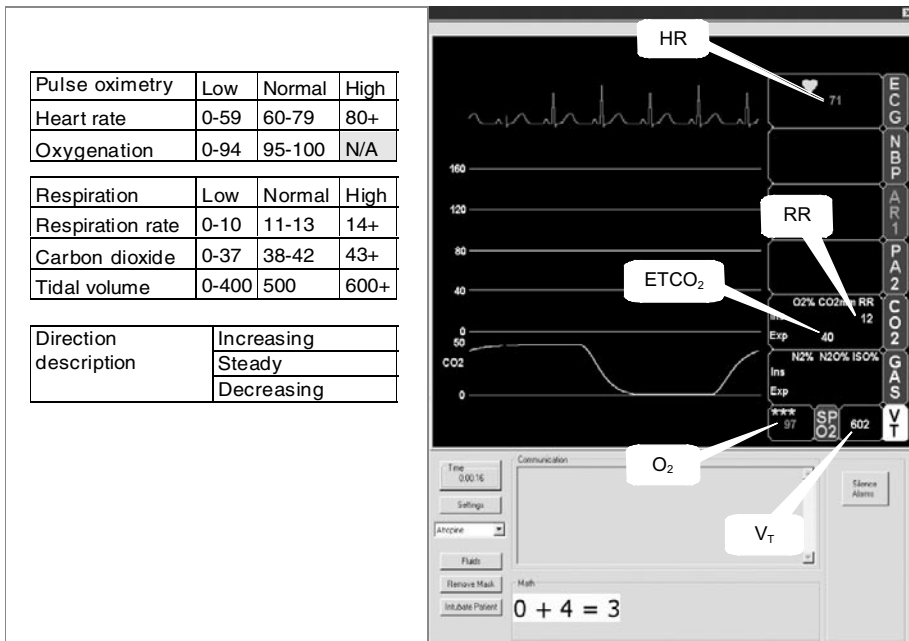 Pulse oximetry Low Normal High
Heart rate 0-59 60-79 80+
Oxygenation 0-94 95-100 N/A
Respiration Low Normal High
Respiration rate 0-10 11-13 14+
Carbon dioxide 0-37 38-42 43+
Tidal volume 0-400 500 600+
Direction description
Increasing
Steady
Decreasing
HR
71
ECG
NBP
160
120
AR1
RR
80
PA2
ETCO2
40
O2% CO2mm RR
12
Exp 40
CO2
0
50
CO2
0
N2% N2O% ISO%
Ins
Exp
GAS
***
97
SPO2
602
VT
O2
VT
Time
0:00:16
Settings
Atropine
Fluids
Remove Mask
Intubate Patient
Communication
Silence
Alarms
Math
0 + 4 = 3